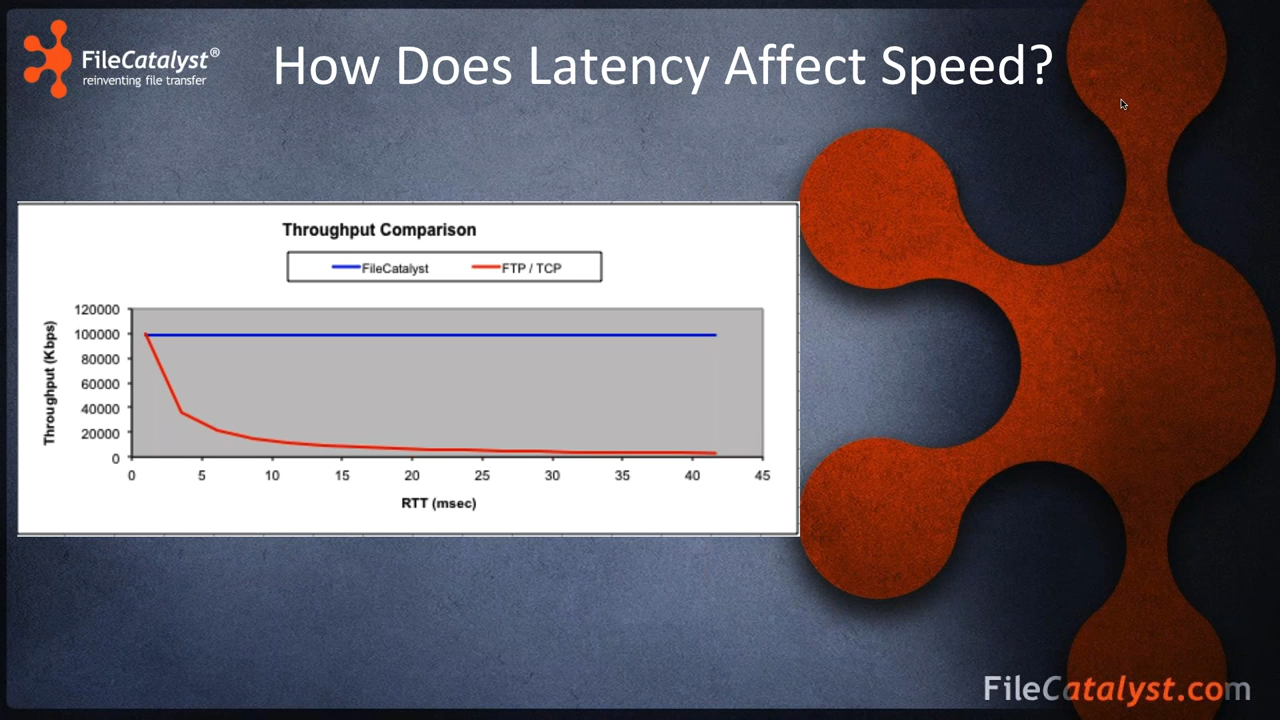 FileCatalyst®
reinventing file transfer
How Does Latency Affect Speed?
Throughput Comparison
FileCatalyst
FTP / TCP
Throughput (Kbps)
120000
100000
80000
60000
40000
20000
0
0 5 10 15 20 25 30 35 40 45
RTT (msec)
FileCatalyst.com